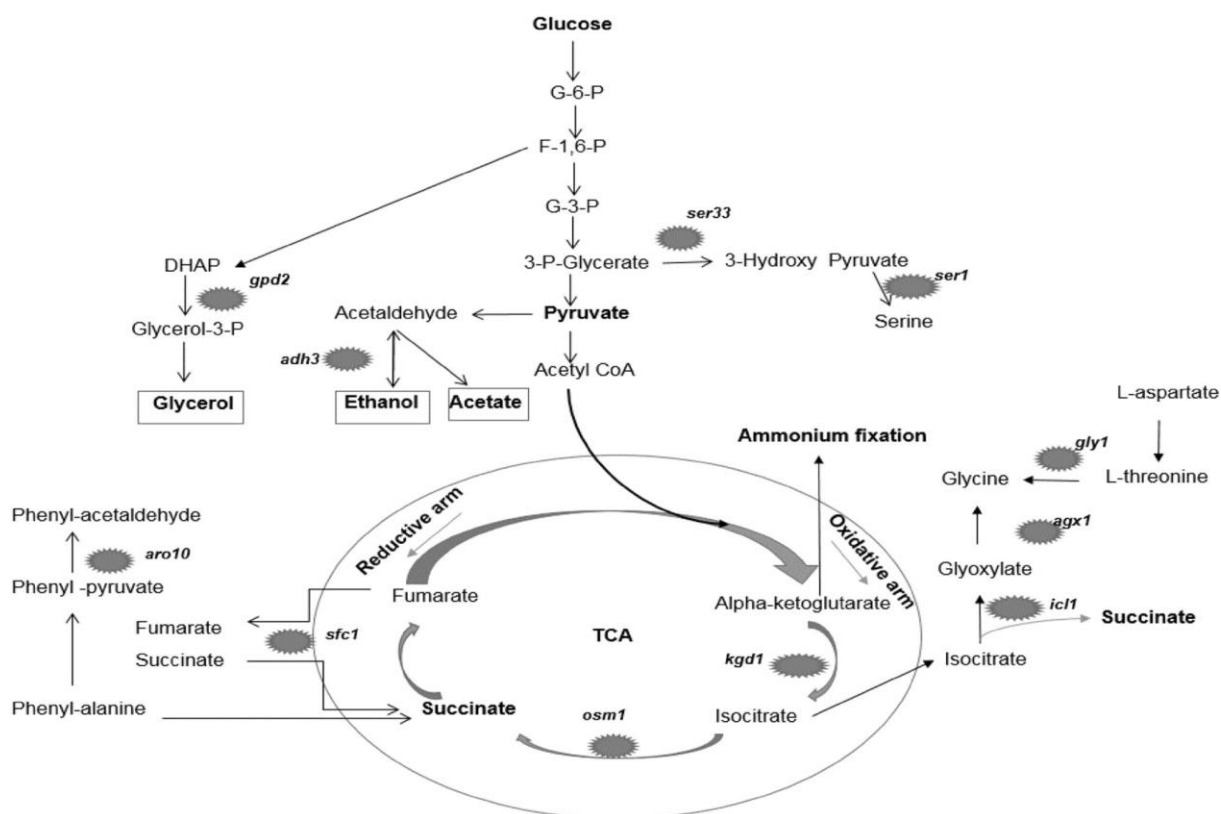 Glucose
G-6-P
F-1,6-P
G-3-P
ser33
3-P-Glycerate
3-Hydroxy Pyruvate
ser1
Serine
DHAP
gpd2
Glycerol-3-P
Glycerol
Acetaldehyde
Pyruvate
adh3
Ethanol
Acetate
Acetyl CoA
L-aspartate
Ammonium fixation
gly1
Glycine
L-threonine
agx1
Glyoxylate
icl1
Succinate
Isocitrate
Phenyl-acetaldehyde
aro10
Phenyl -pyruvate
Fumarate
sfc1
Succinate
Phenyl-alanine
Reductive arm
Oxidative arm
Fumarate
Alpha-ketoglutarate
TCA
kgd1
Succinate
osm1
Isocitrate